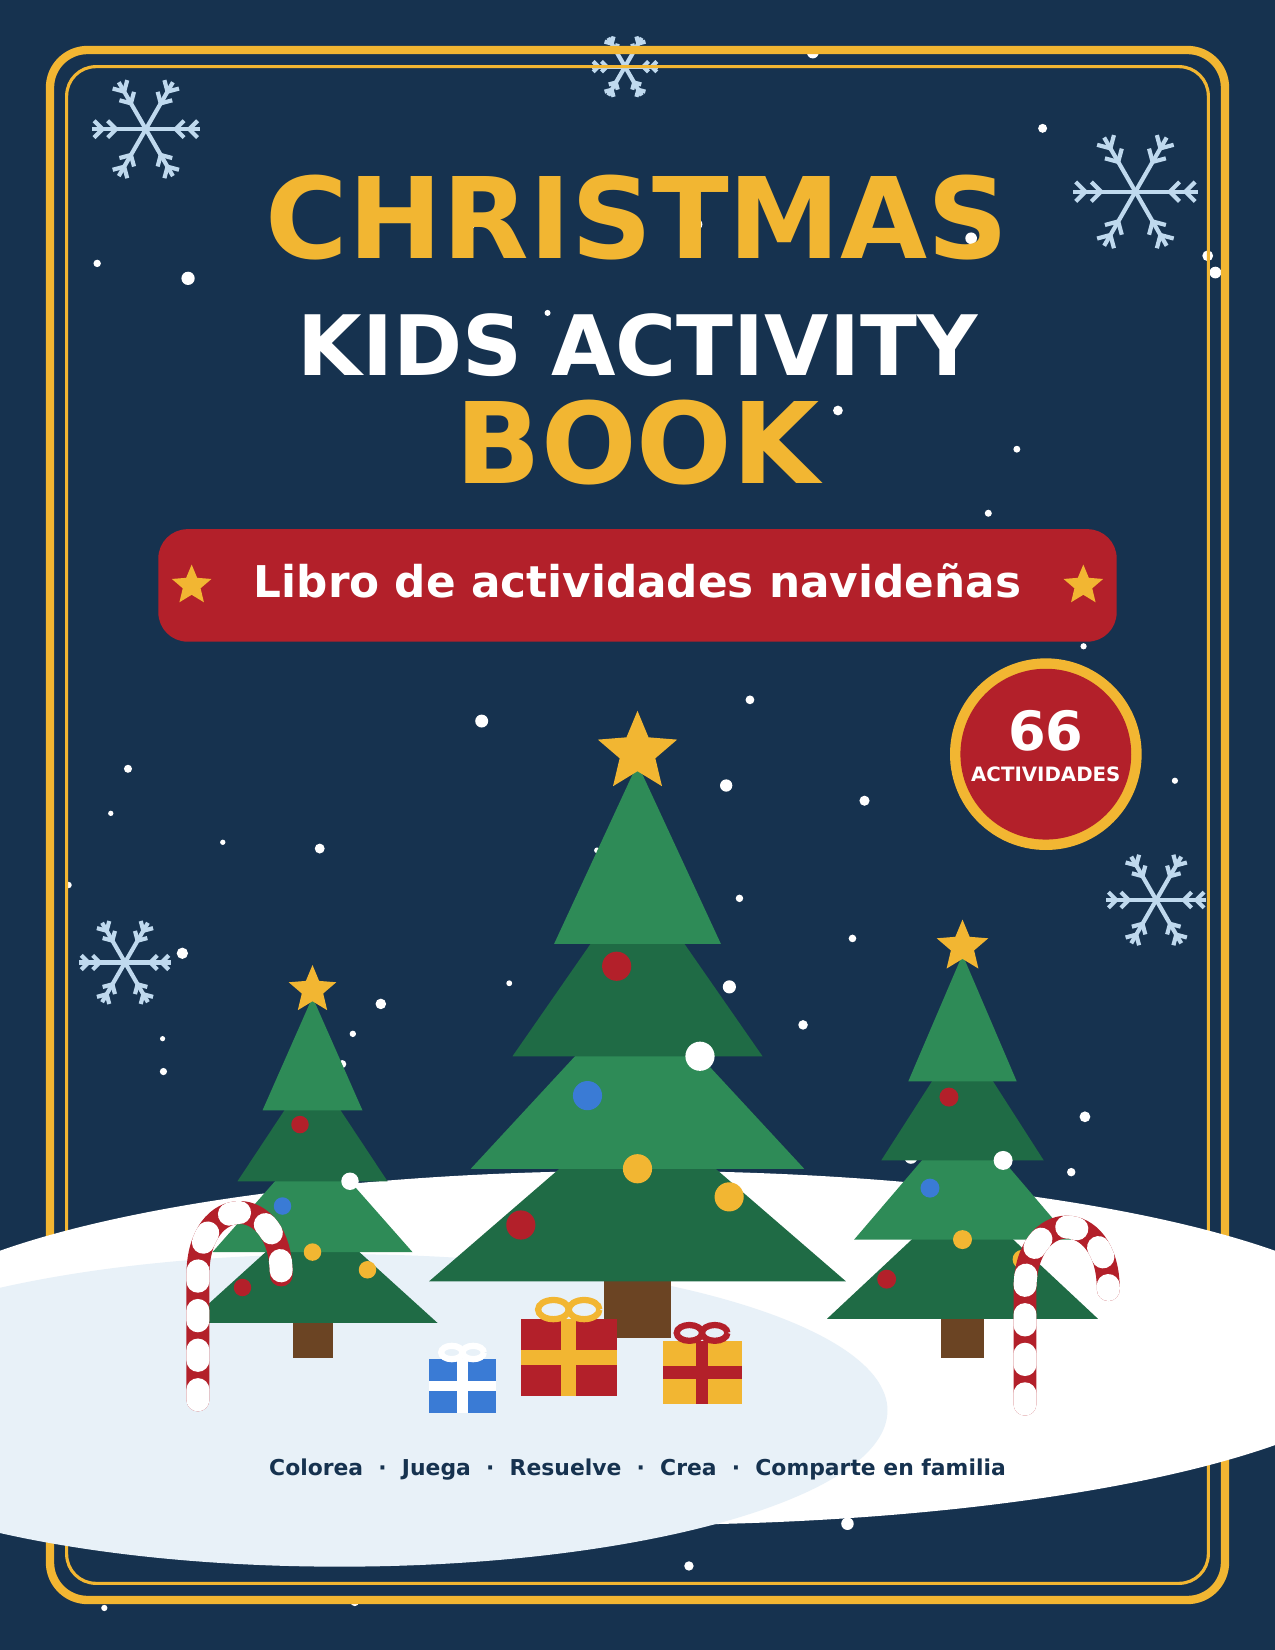 CHRISTMAS
KIDS ACTIVITY
BOOK
Libro de actividades navideñas
66
ACTIVIDADES
Colorea · Juega · Resuelve · Crea · Comparte en familia